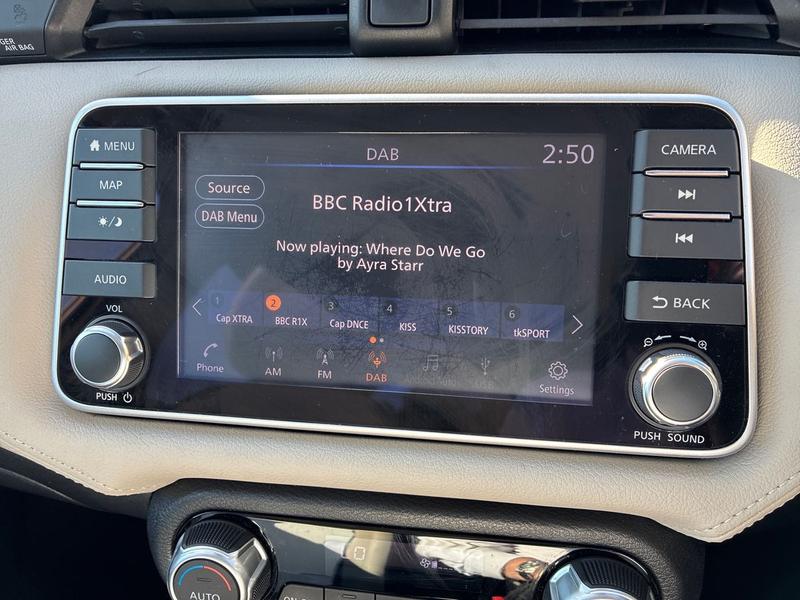 GER
AIR BAG
MENU
MAP
AUDIO
VOL
PUSH
DAB
2:50
Source
DAB Menu
BBC Radio1Xtra
Now playing: Where Do We Go
by Ayra Starr
1 2 3 4 5 6
Cap XTRA BBC R1X Cap DNCE KISS KISSTORY tkSPORT
Phone AM FM DAB Settings
CAMERA
BACK
PUSH SOUND
AUTO